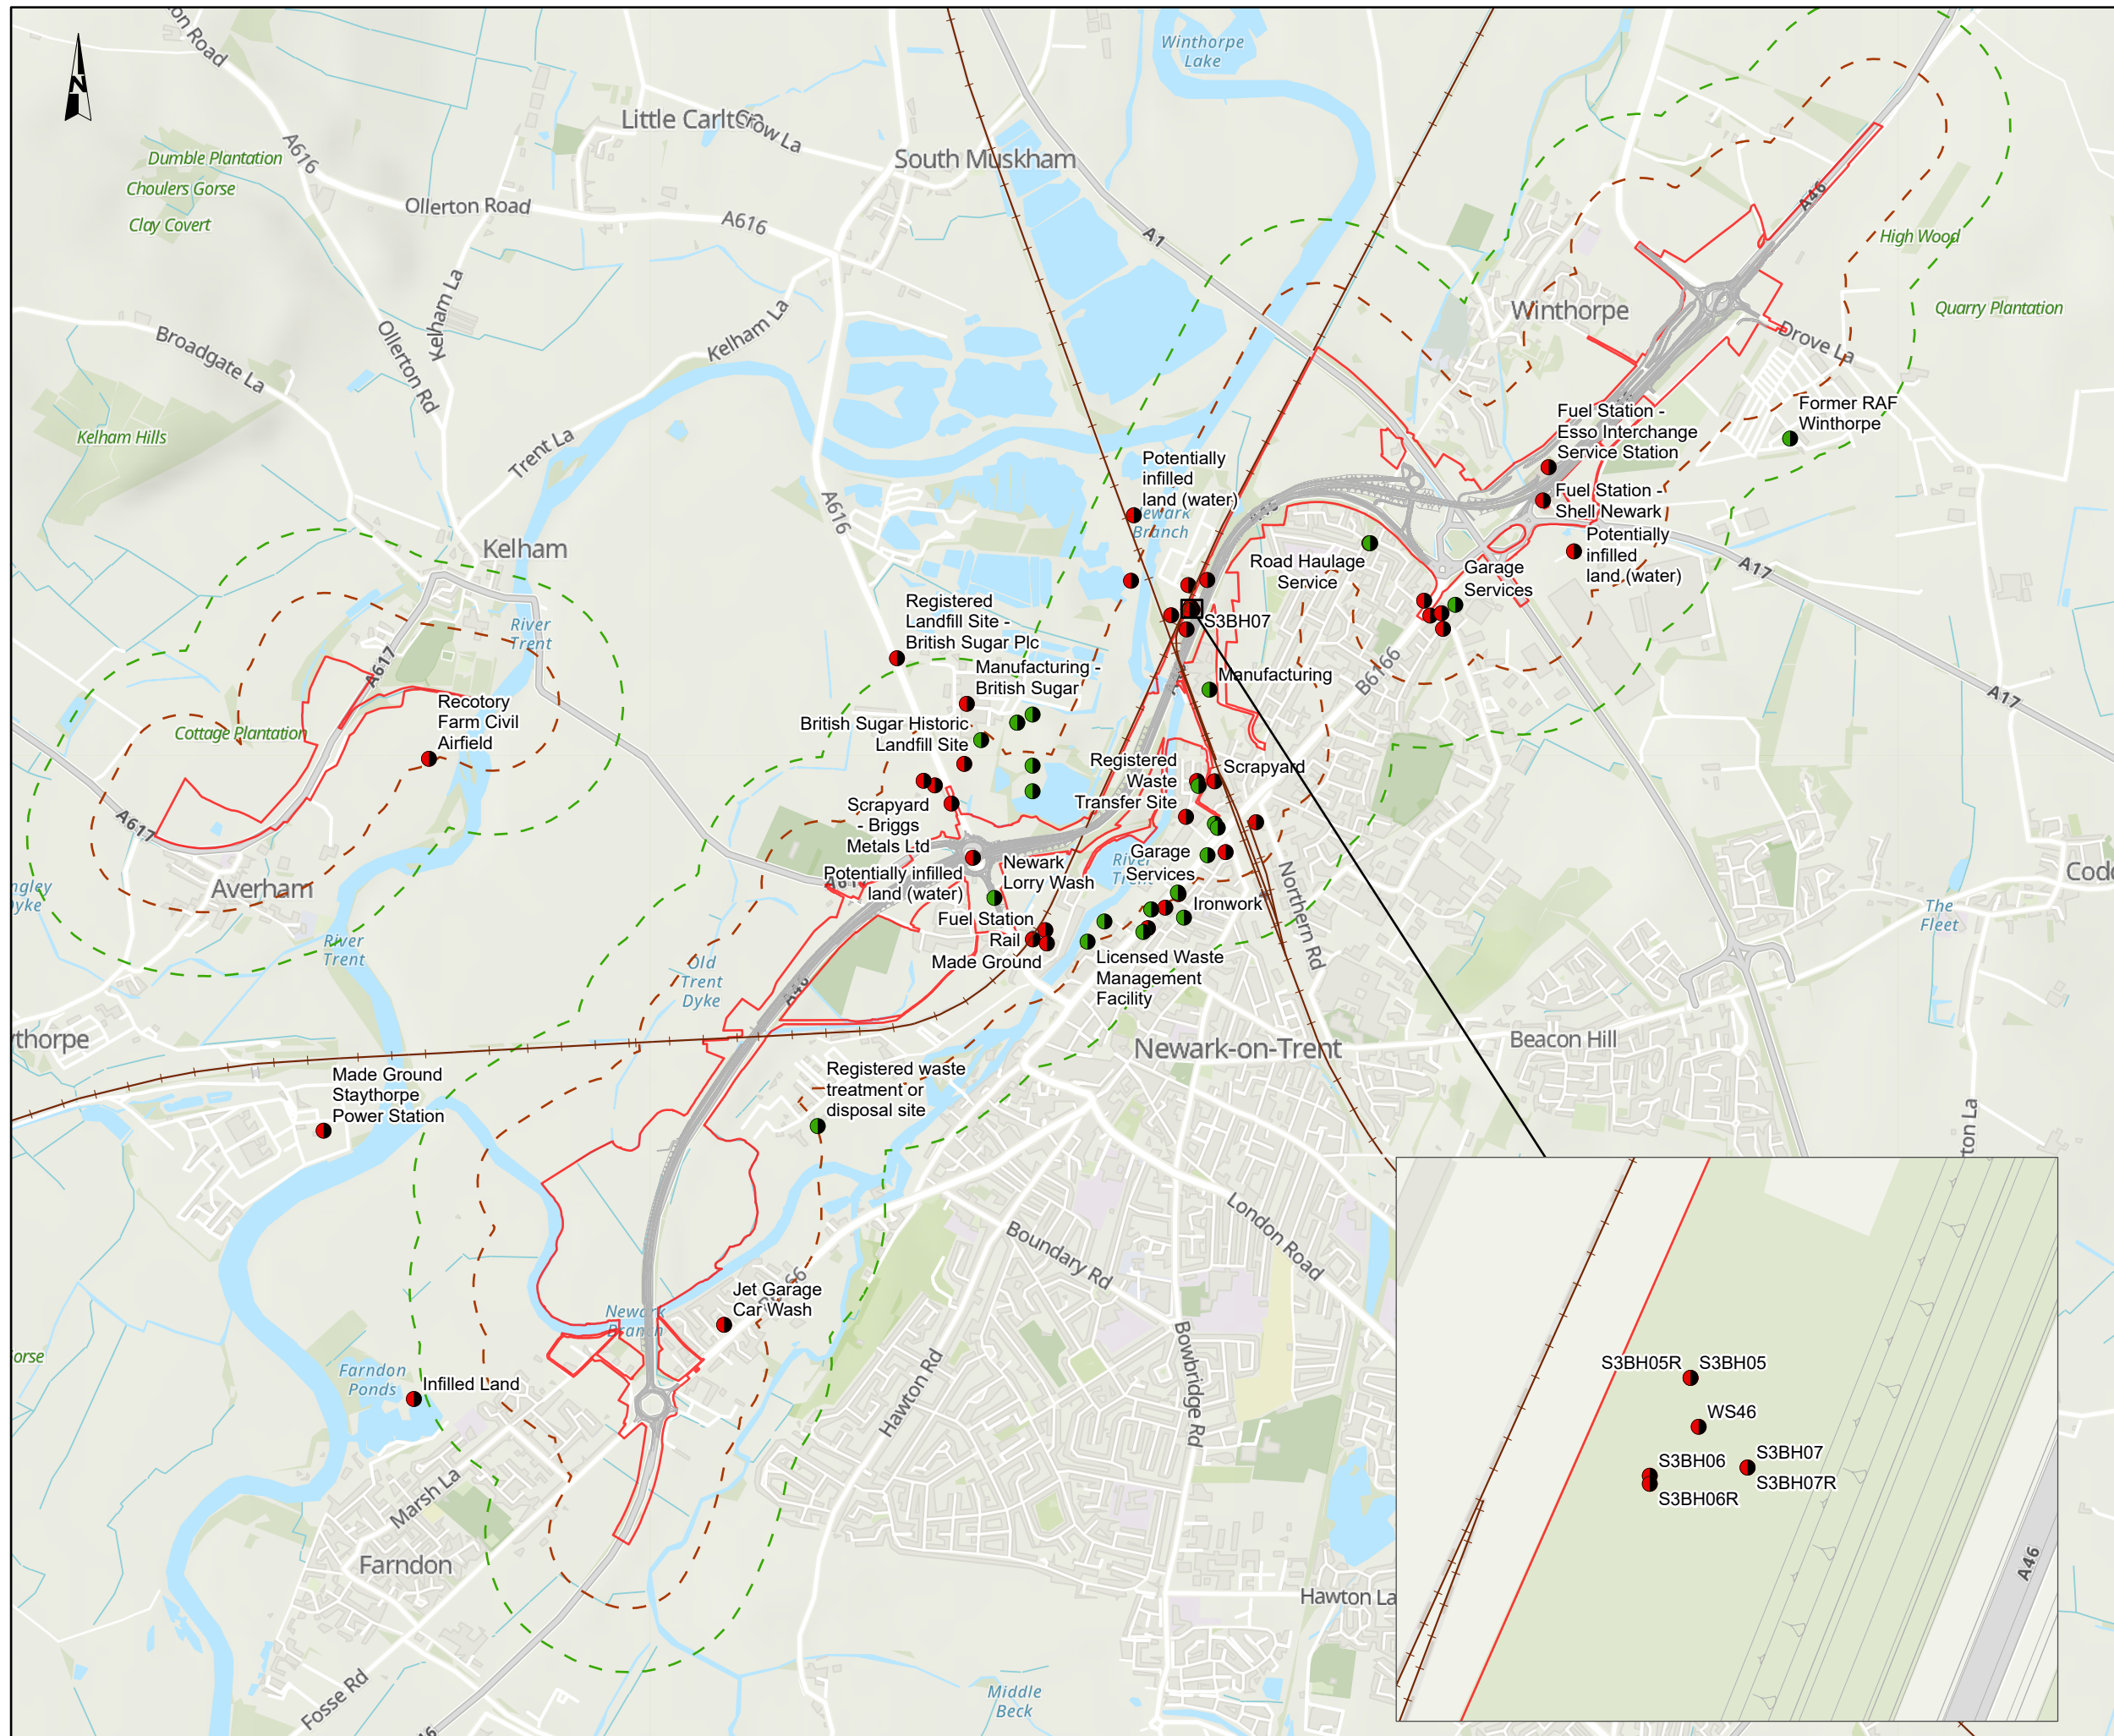 N
Winthorpe
Lake
Little Carlton
Crow La
South Muskham
Dumble Plantation
Choulers Gorse
Clay Covert
A616
Ollerton Road
A616
A1
A46
High Wood
Quarry Plantation
Winthorpe
Drove La
Broadgate La
Ollerton Rd
Kelham La
Kelham La
Kelham Hills
Trent La
A616
Former RAF
Winthorpe
Fuel Station -
Esso Interchange
Service Station
Fuel Station -
Shell Newark
Potentially
infilled
land (water)
Potentially
infilled
land (water)
Branch
A17
A17
Road Haulage
Service
Garage
Services
B6166
Kelham
River
Trent
Registered
Landfill Site -
British Sugar Plc
S3BH07
Manufacturing -
British Sugar
Manufacturing
British Sugar Historic
Landfill Site
Recotory
Farm Civil
Airfield
A617
Cottage Plantation
A617
Averham
Registered
Waste
Transfer Site
Scrapyard
Scrapyard
- Briggs
Metals Ltd
Newark
Lorry Wash
Potentially infilled
land (water)
River
Garage
Services
Ironwork
Northern Rd
Fuel Station
Rail
Made Ground
Licensed Waste
Management
Facility
Old
Trent
Dyke
A46
River
Trent
The
Fleet
Newark-on-Trent
Beacon Hill
Made Ground
Staythorpe
Power Station
Registered waste
treatment or
disposal site
London Road
Boundary Rd
Bowbridge Rd
Hawton Rd
Jet Garage
Car Wash
Newark
Branch
Farndon
Ponds
Infilled Land
Marsh La
Farndon
Fosse Rd
Middle
Beck
Hawton La
S3BH05R
S3BH05
WS46
S3BH06
S3BH06R
S3BH07
S3BH07R
A46